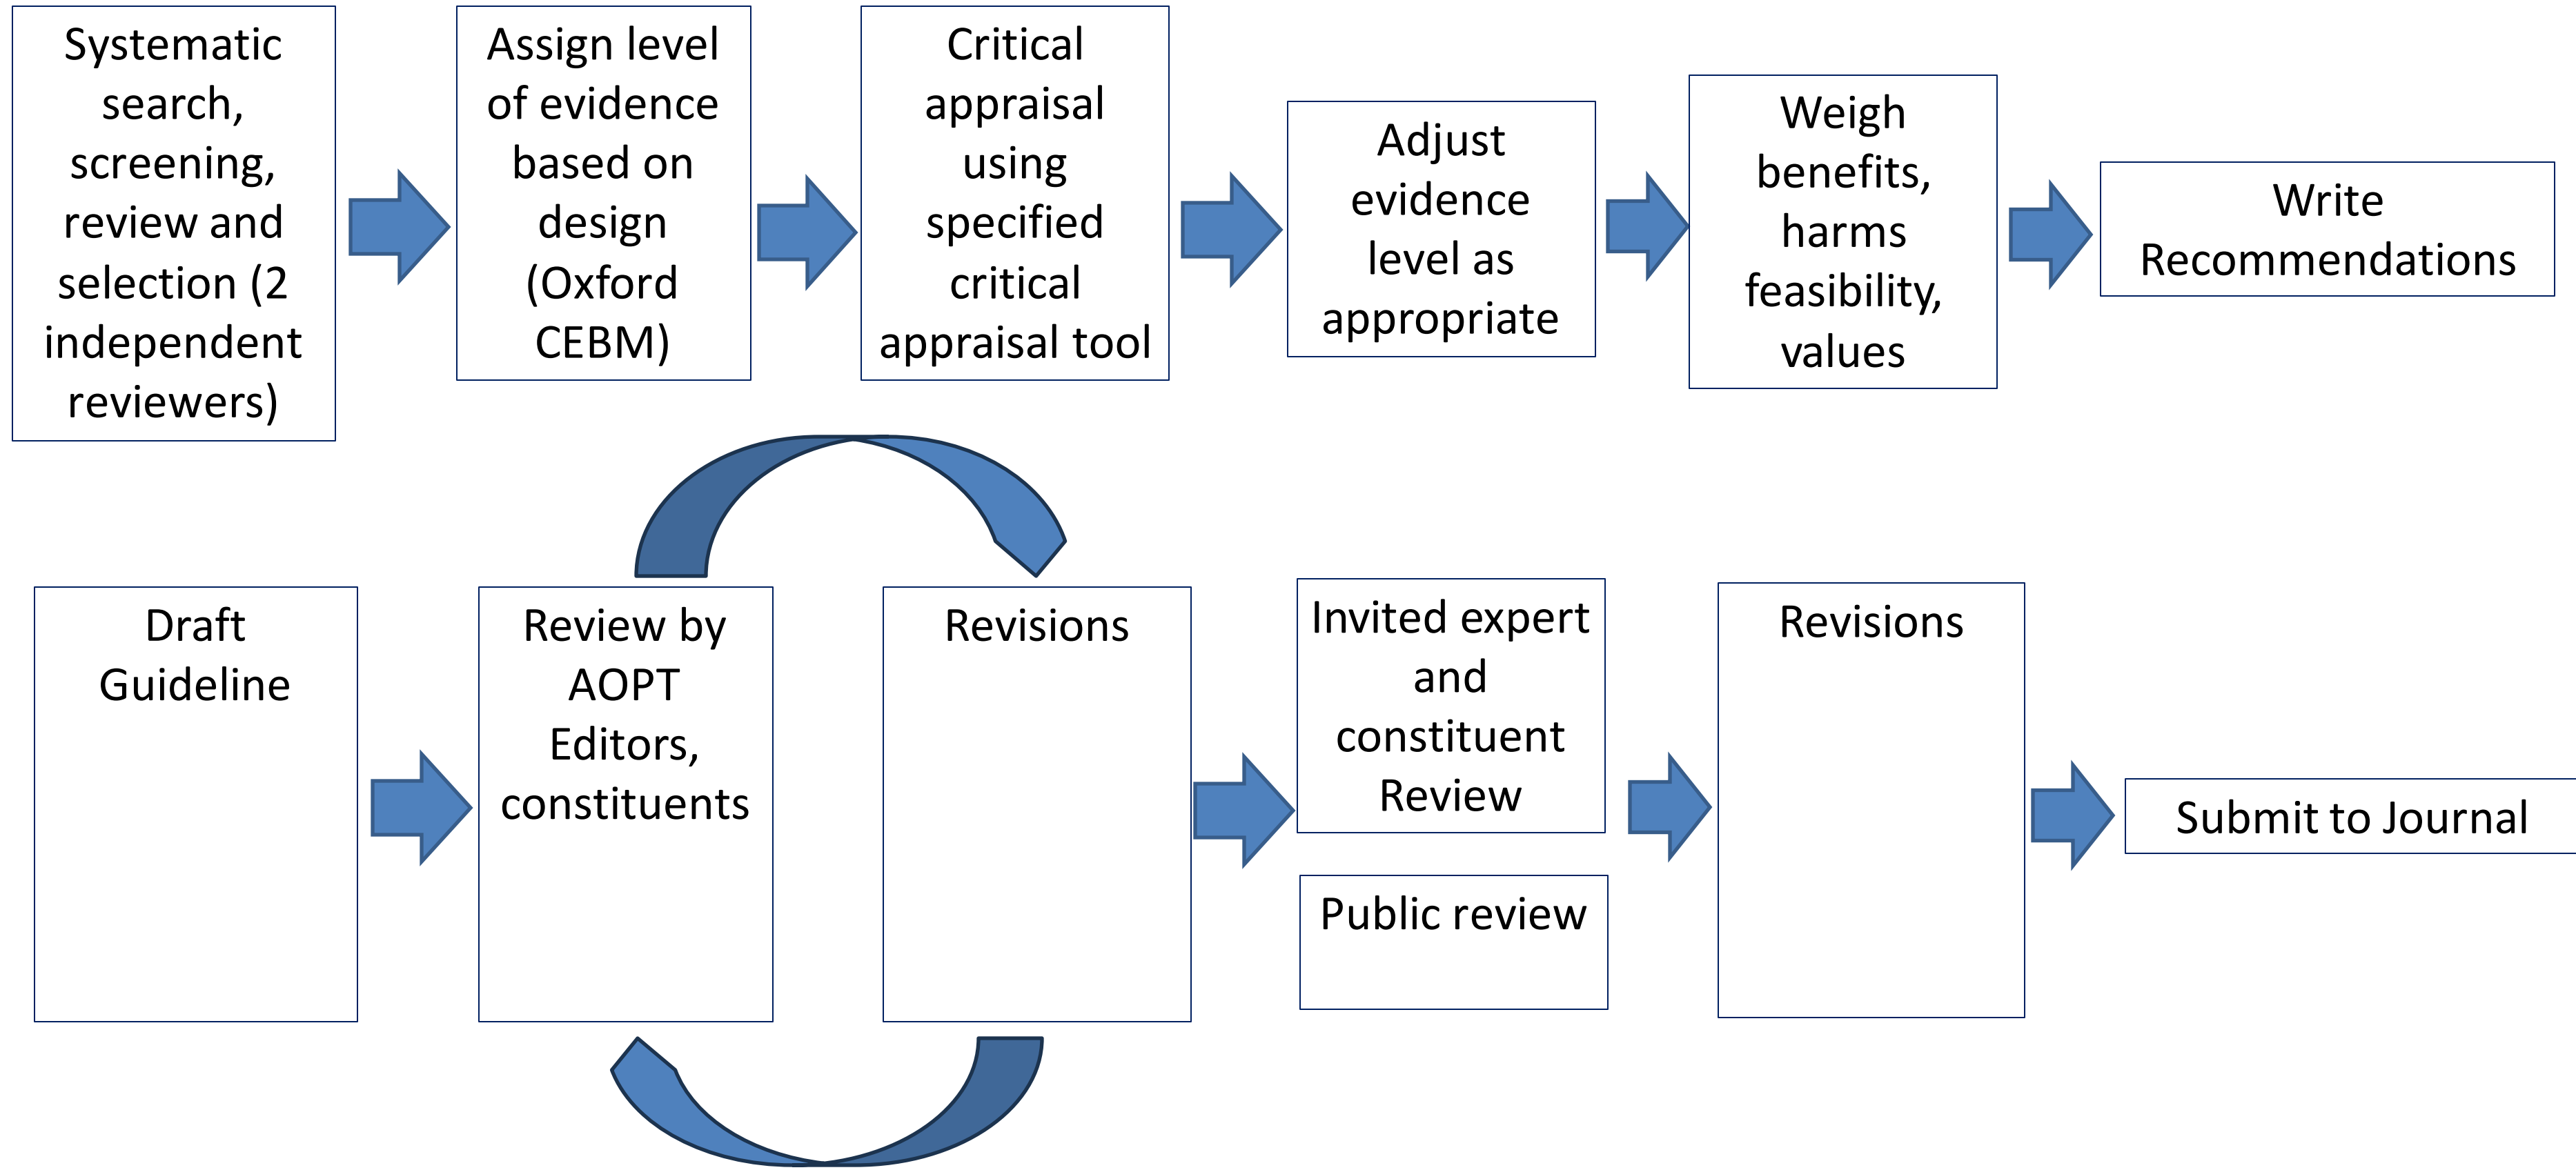 Systematic
search,
screening,
review and
selection (2
independent
reviewers)
Assign level
of evidence
based on
design
(Oxford
CEBM)
Critical
appraisal
using
specified
critical
appraisal tool
Adjust
evidence
level as
appropriate
Weigh
benefits,
harms
feasibility,
values
Write
Recommendations
Draft
Guideline
Review by
AOPT
Editors,
constituents
Revisions
Invited expert
and
constituent
Review
Public review
Revisions
Submit to Journal